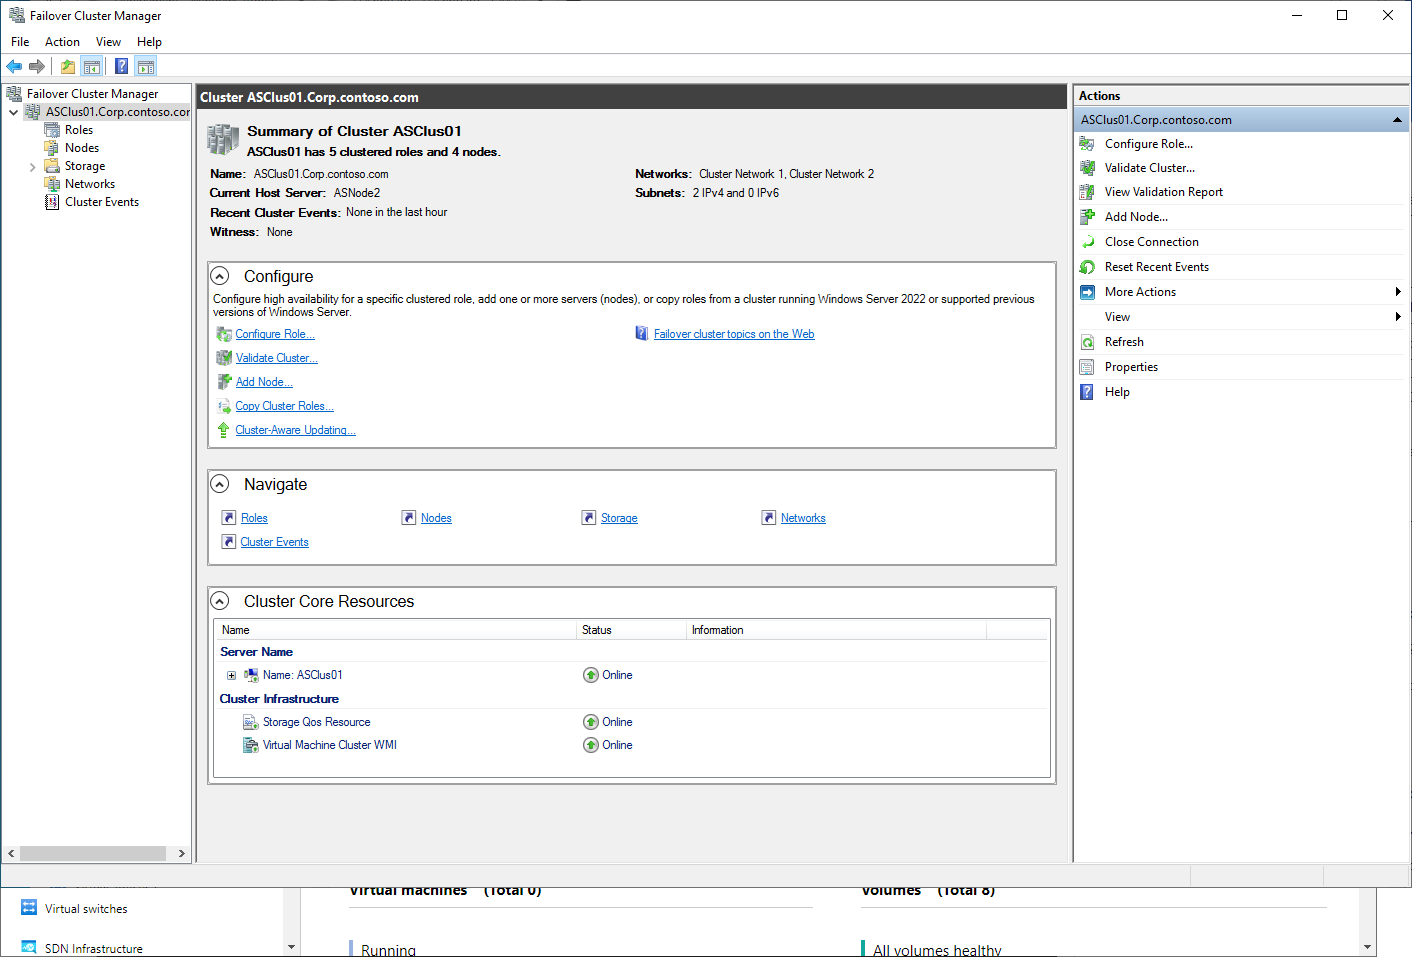 Failover Cluster Manager
File Action View Help
Failover Cluster Manager
ASClus01.Corp.contoso.cor
Roles
Nodes
Storage
Networks
Cluster Events
Cluster ASClus01.Corp.contoso.com
Summary of Cluster ASClus01
ASClus01 has 5 clustered roles and 4 nodes.
Name: ASClus01.Corp.contoso.com
Networks: Cluster Network 1, Cluster Network 2
Current Host Server: ASNode2
Subnets: 2 IPv4 and 0 IPv6
Recent Cluster Events: None in the last hour
Witness: None
Configure
Configure high availability for a specific clustered role, add one or more servers (nodes), or copy roles from a cluster running Windows Server 2022 or supported previous
versions of Windows Server.
Configure Role...
Failover cluster topics on the Web
Validate Cluster...
Add Node...
Copy Cluster Roles...
Cluster-Aware Updating...
Navigate
Roles Nodes Storage Networks
Cluster Events
Cluster Core Resources
Name Status Information
Server Name
Name: ASClus01 Online
Cluster Infrastructure
Storage Qos Resource Online
Virtual Machine Cluster WMI Online
Actions
ASClus01.Corp.contoso.com
Configure Role...
Validate Cluster...
View Validation Report
Add Node...
Close Connection
Reset Recent Events
More Actions
View
Refresh
Properties
Help
Virtual switches
SDN Infrastructure
Virtual machines (Total 0)
Running
Volumes (Total 8)
All volumes healthy